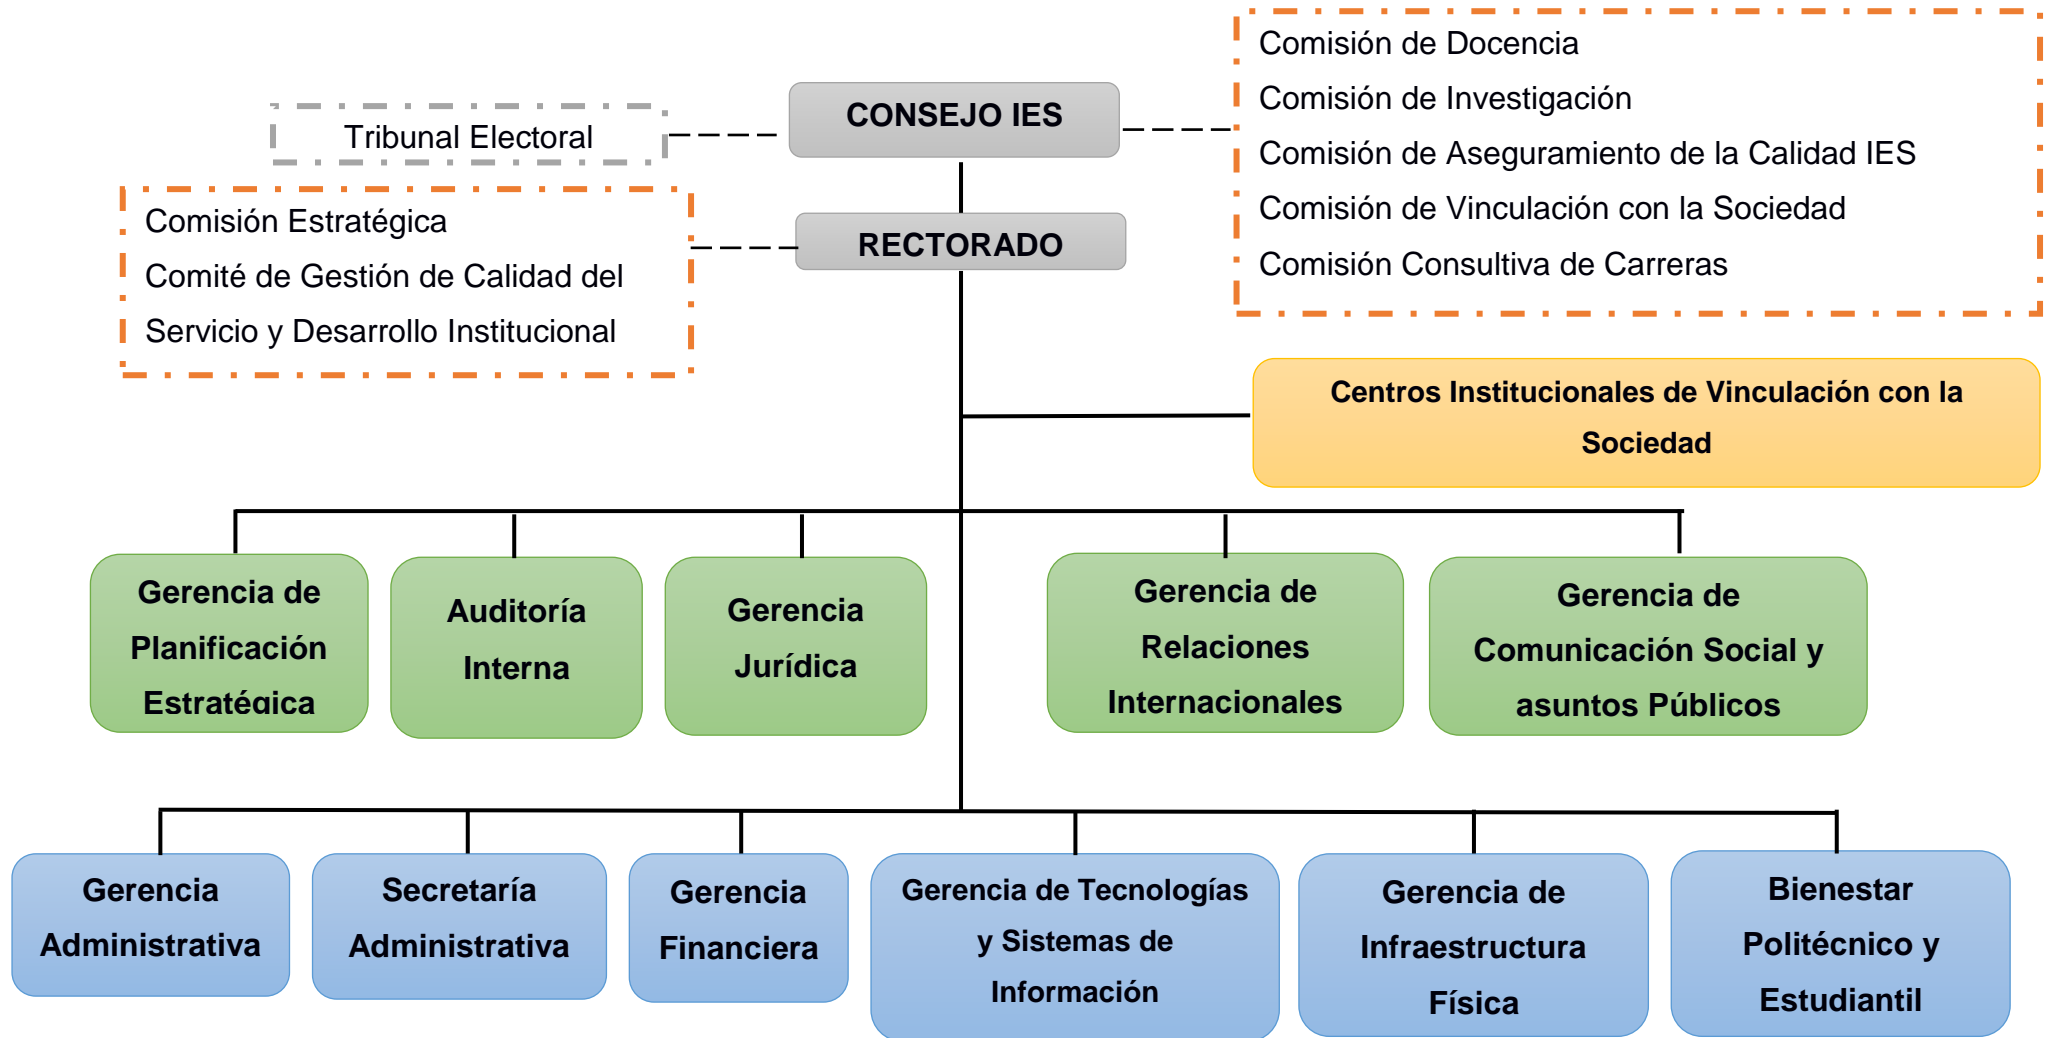 CONSEJO IES
Tribunal Electoral
Comisión de Docencia
Comisión de Investigación
Comisión de Aseguramiento de la Calidad IES
Comisión de Vinculación con la Sociedad
Comisión Consultiva de Carreras
RECTORADO
Comisión Estratégica
Comité de Gestión de Calidad del
Servicio y Desarrollo Institucional
Centros Institucionales de Vinculación con la
Sociedad
Gerencia de
Planificación
Estratégica
Auditoría
Interna
Gerencia
Jurídica
Gerencia de
Relaciones
Internacionales
Gerencia de
Comunicación Social y
asuntos Públicos
Gerencia
Administrativa
Secretaría
Administrativa
Gerencia
Financiera
Gerencia de Tecnologías
y Sistemas de
Información
Gerencia de
Infraestructura
Física
Bienestar
Politécnico y
Estudiantil